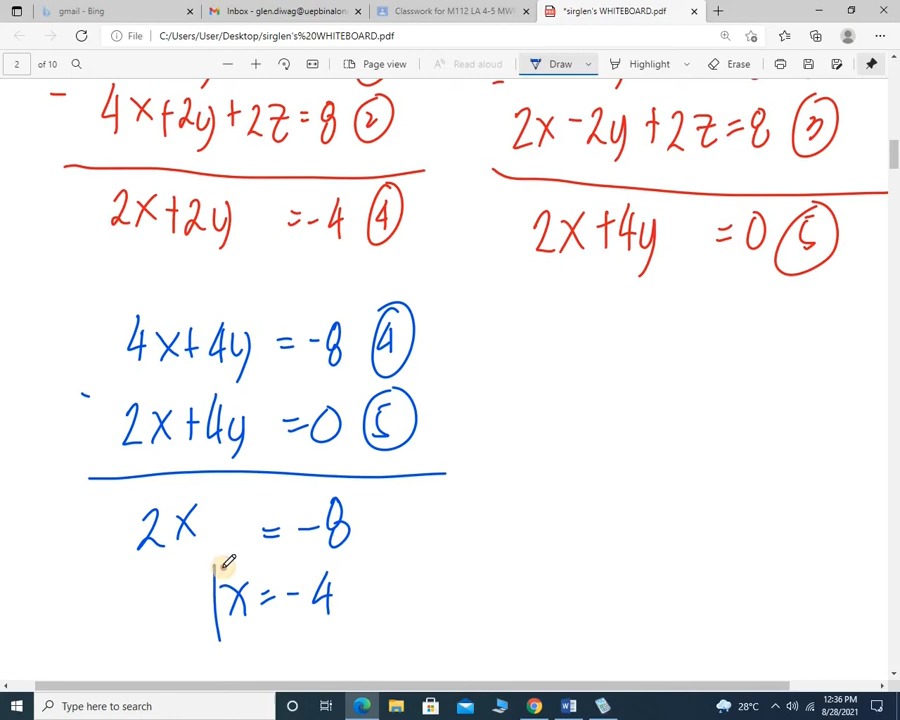 gmail - Bing
Inbox - glen.diwag@uepbinalon
Classwork for M112 LA 4-5 MW
*sirglen's WHITEBOARD.pdf
File
C:/Users/User/Desktop/sirglen's%20WHITEBOARD.pdf
2
of 10
Page view
Read aloud
Draw
Highlight
Erase
- 4x+2y+2z=8 2
2x+2y =-4 4
- 2x-2y+2z=8 3
2x+4y =0 5
4x+4y =-8 4
- 2x+4y =0 5
2x =-8
x=-4
Type here to search
28°C
12:36 PM
8/28/2021